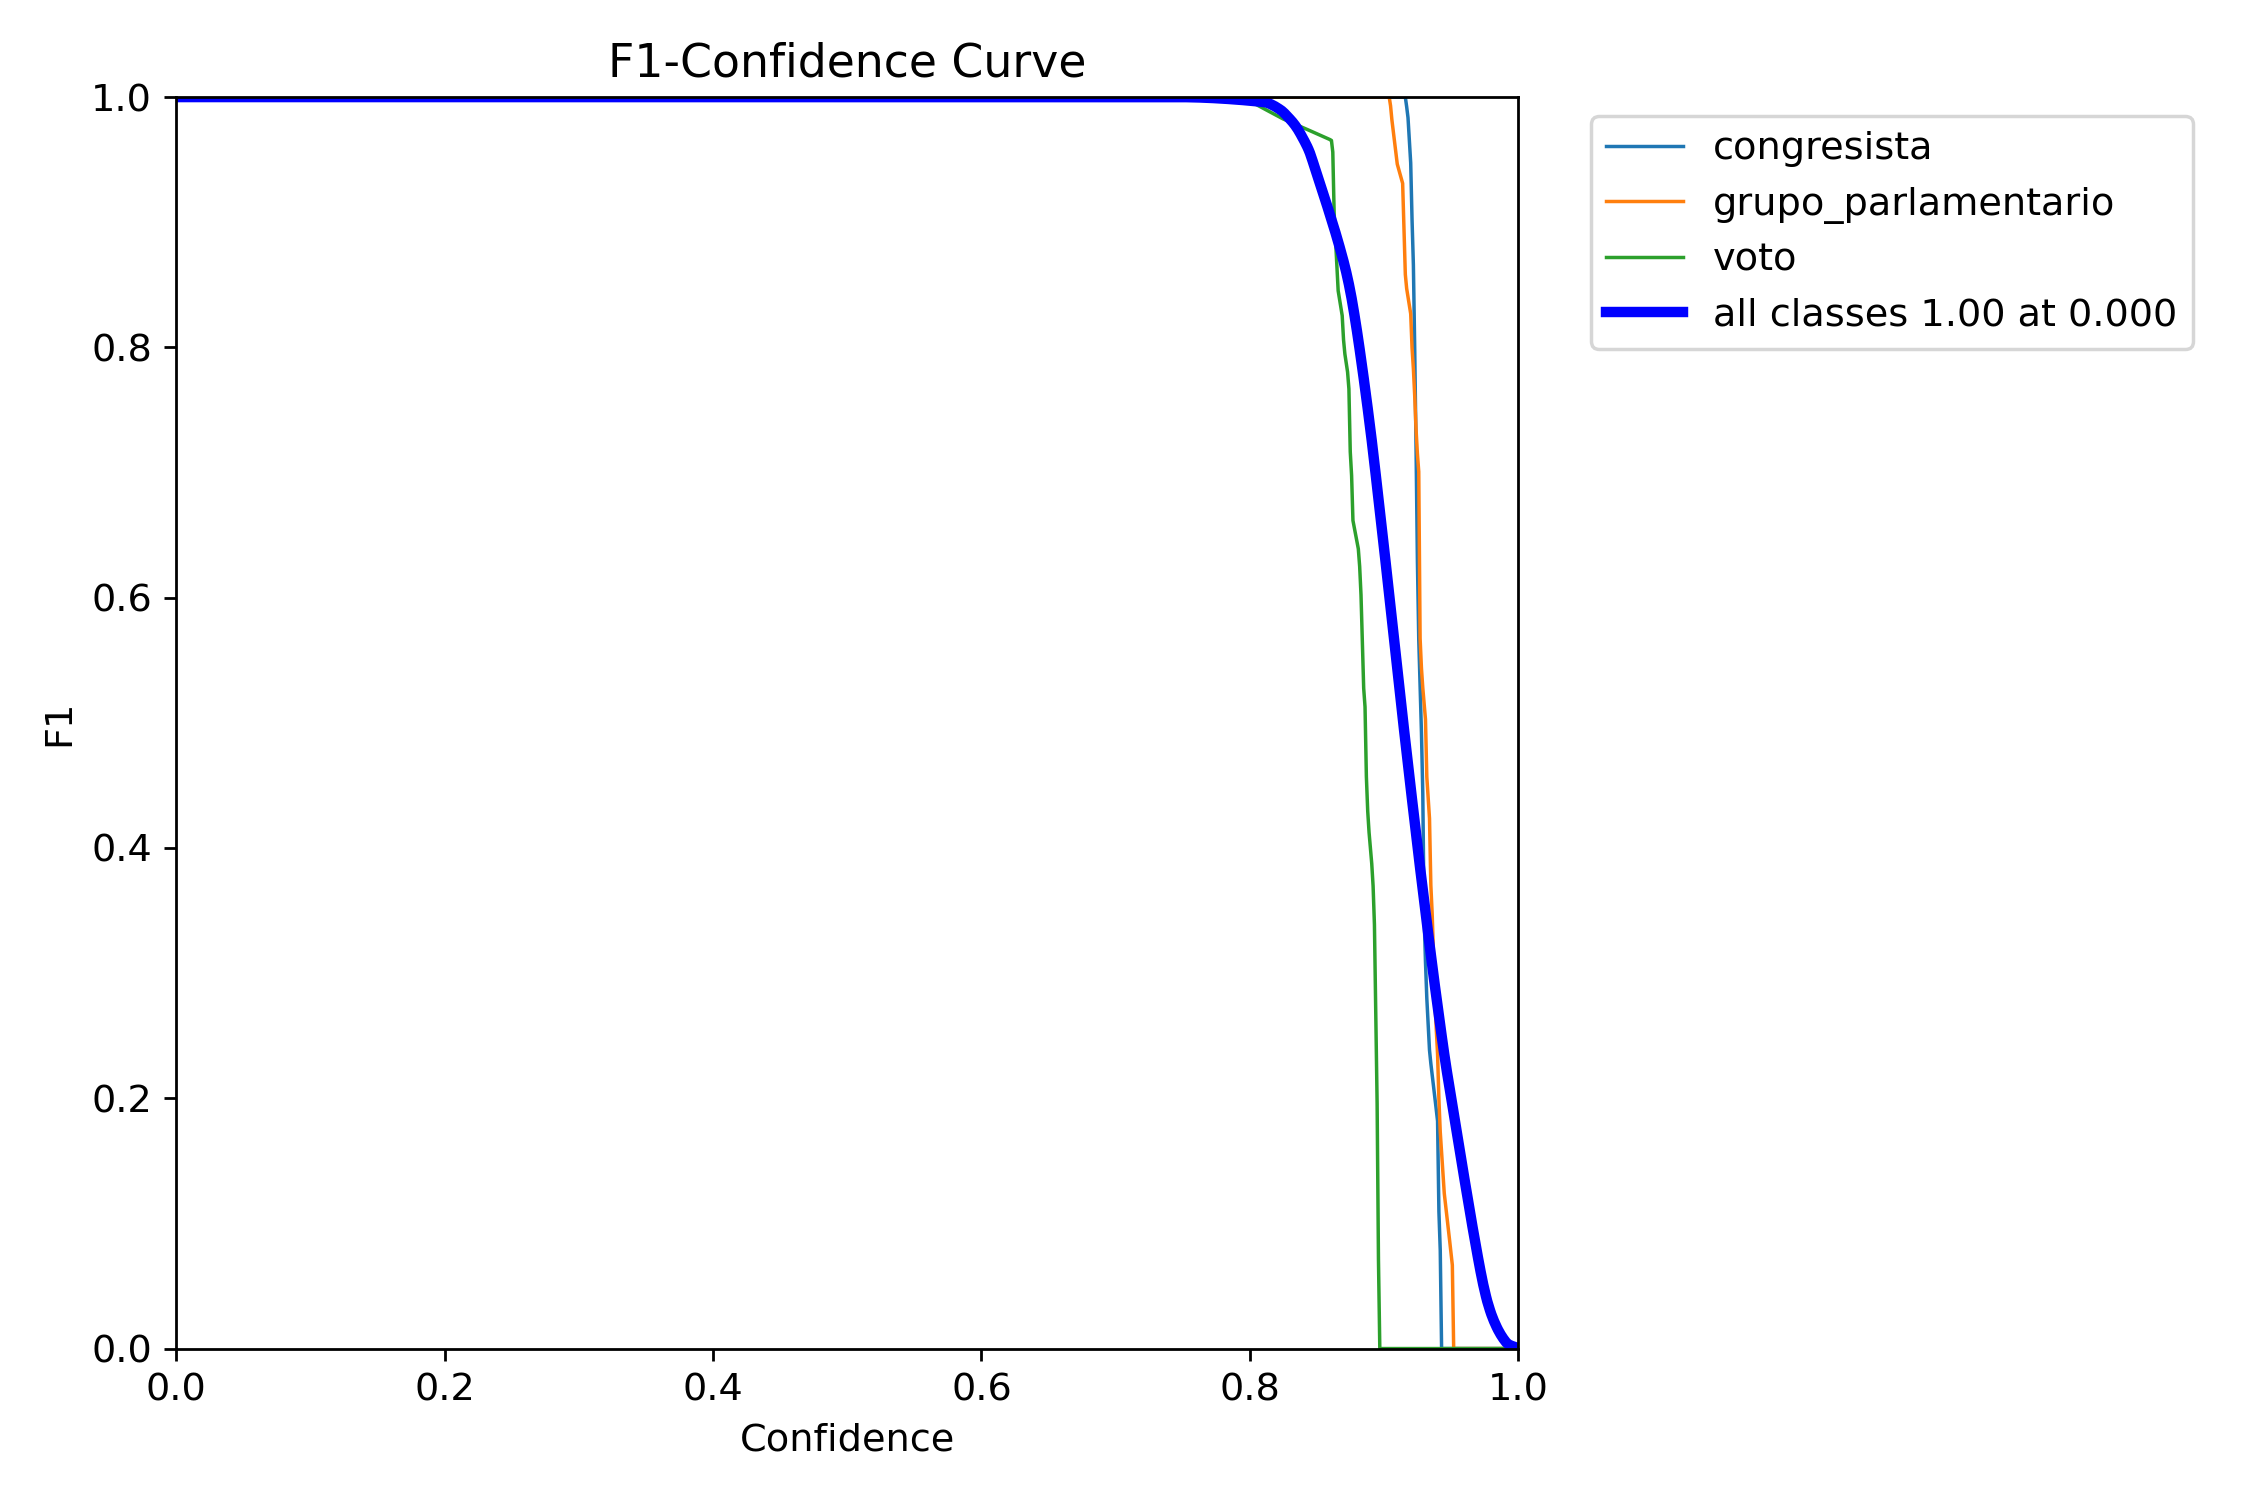 F1-Confidence Curve
1.0
0.8
0.6
0.4
0.2
0.0
F1
0.0 0.2 0.4 0.6 0.8 1.0
Confidence
congresista
grupo_parlamentario
voto
all classes 1.00 at 0.000